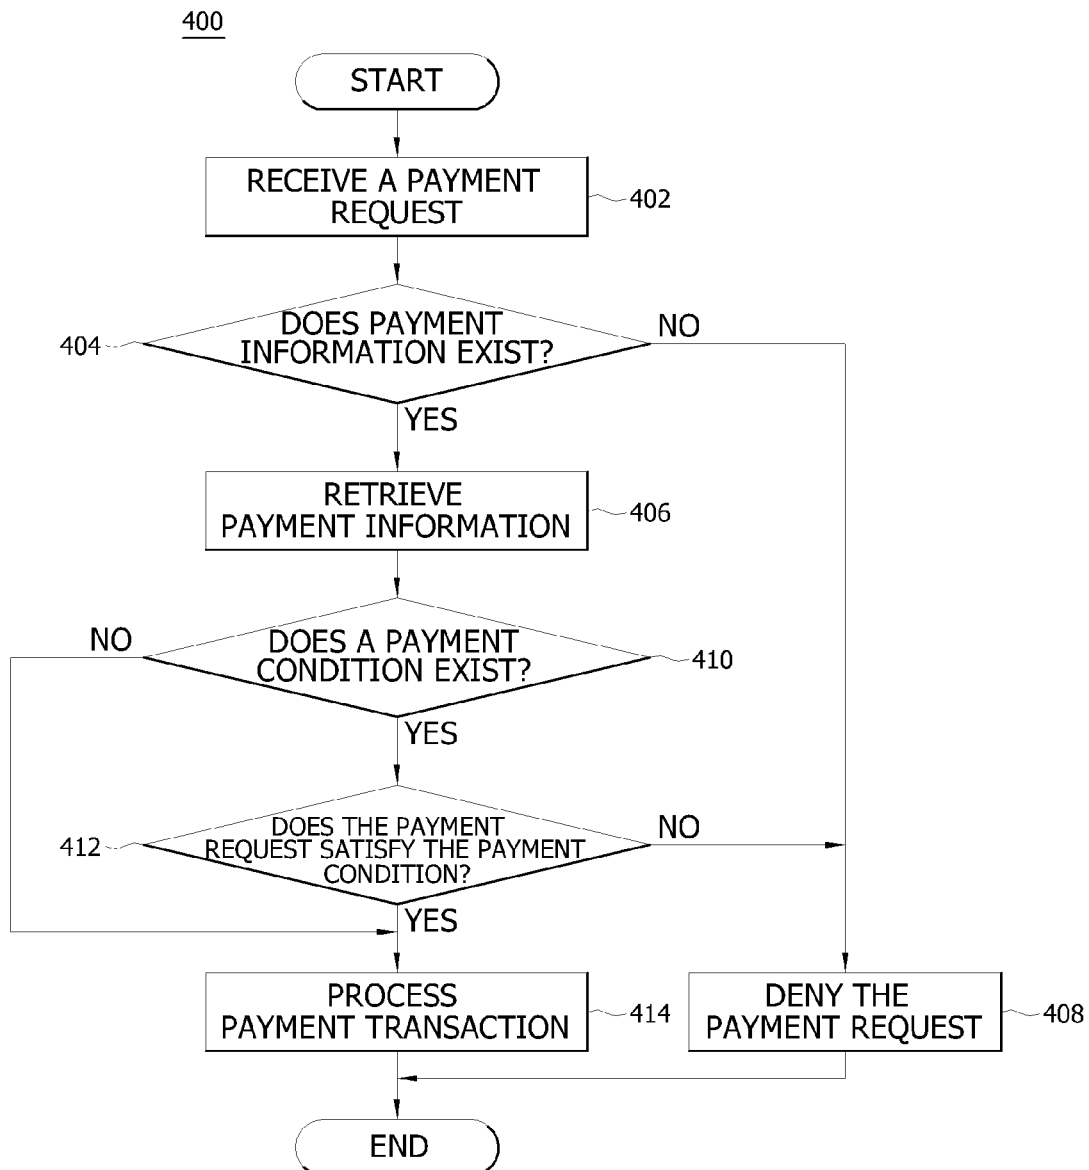 400
START
RECEIVE A PAYMENT
REQUEST
402
DOES PAYMENT
INFORMATION EXIST?
404
NO
YES
RETRIEVE
PAYMENT INFORMATION
406
DOES A PAYMENT
CONDITION EXIST?
NO
410
YES
DOES THE PAYMENT
REQUEST SATISFY THE PAYMENT
CONDITION?
412
NO
YES
PROCESS
PAYMENT TRANSACTION
414
DENY THE
PAYMENT REQUEST
408
END